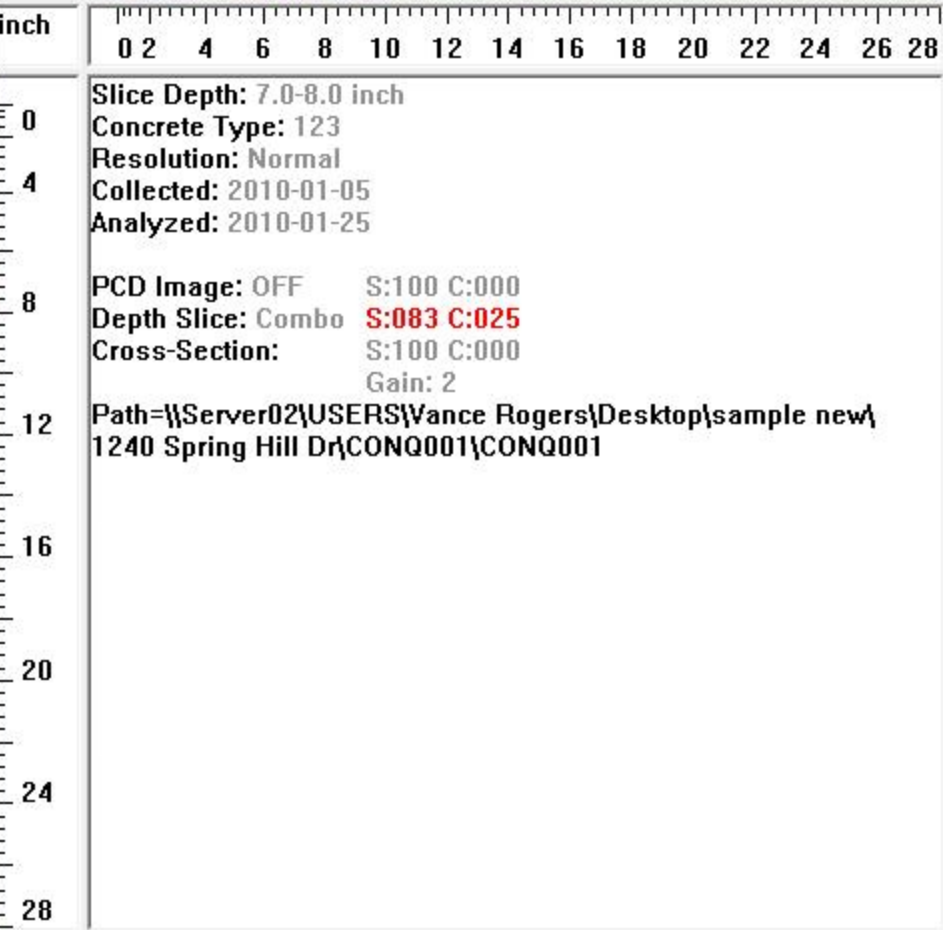 inch
0 2 4 6 8 10 12 14 16 18 20 22 24 26 28
0
4
8
12
16
20
24
28
Slice Depth: 7.0-8.0 inch
Concrete Type: 123
Resolution: Normal
Collected: 2010-01-05
Analyzed: 2010-01-25
PCD Image: OFF S:100 C:000
Depth Slice: Combo S:083 C:025
Cross-Section: S:100 C:000
Gain: 2
Path=\\Server02\USERS\Vance Rogers\Desktop\sample new\
1240 Spring Hill Dr\CONQ001\CONQ001